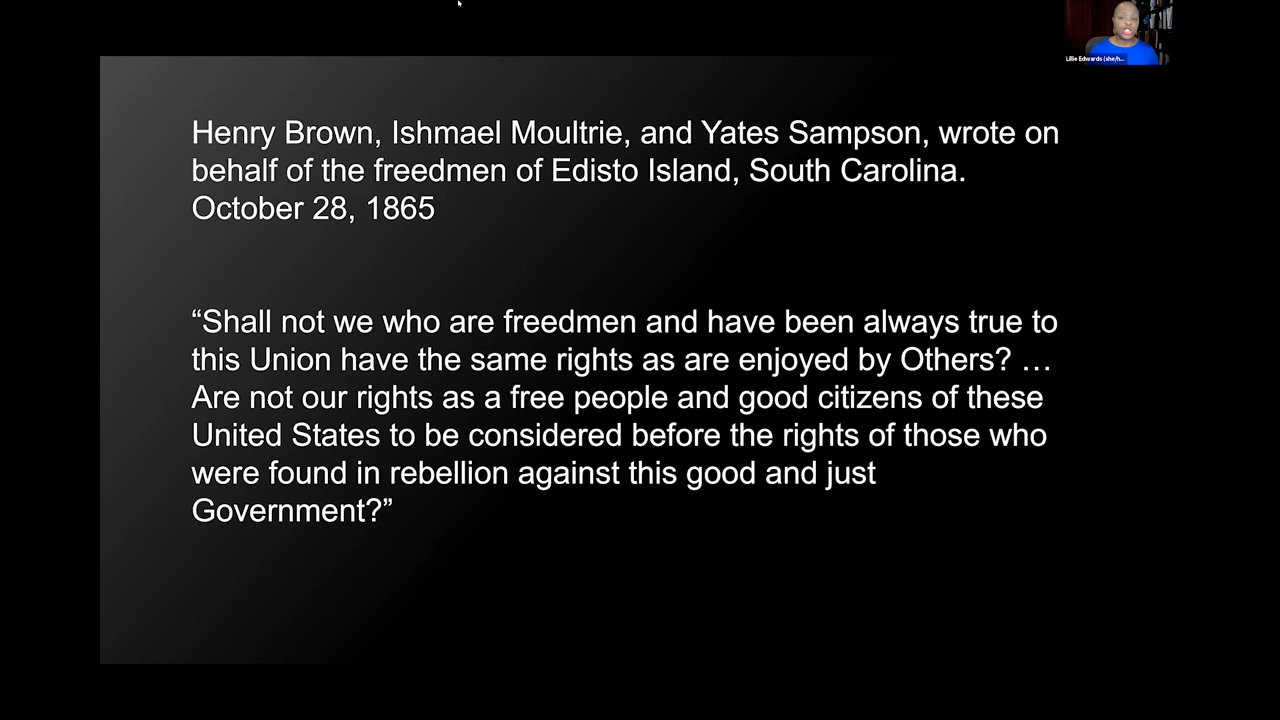 Lillie Edwards (she/h...
Henry Brown, Ishmael Moultrie, and Yates Sampson, wrote on
behalf of the freedmen of Edisto Island, South Carolina.
October 28, 1865
“Shall not we who are freedmen and have been always true to
this Union have the same rights as are enjoyed by Others? …
Are not our rights as a free people and good citizens of these
United States to be considered before the rights of those who
were found in rebellion against this good and just
Government?”